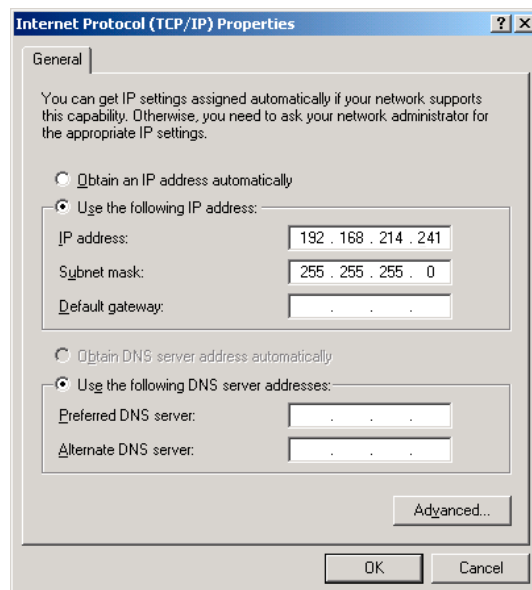 Internet Protocol (TCP/IP) Properties
General
You can get IP settings assigned automatically if your network supports
this capability. Otherwise, you need to ask your network administrator for
the appropriate IP settings.
Obtain an IP address automatically
Use the following IP address:
IP address: 192 . 168 . 214 . 241
Subnet mask: 255 . 255 . 255 . 0
Default gateway: . . .
Obtain DNS server address automatically
Use the following DNS server addresses:
Preferred DNS server: . . .
Alternate DNS server: . . .
Advanced...
OK Cancel